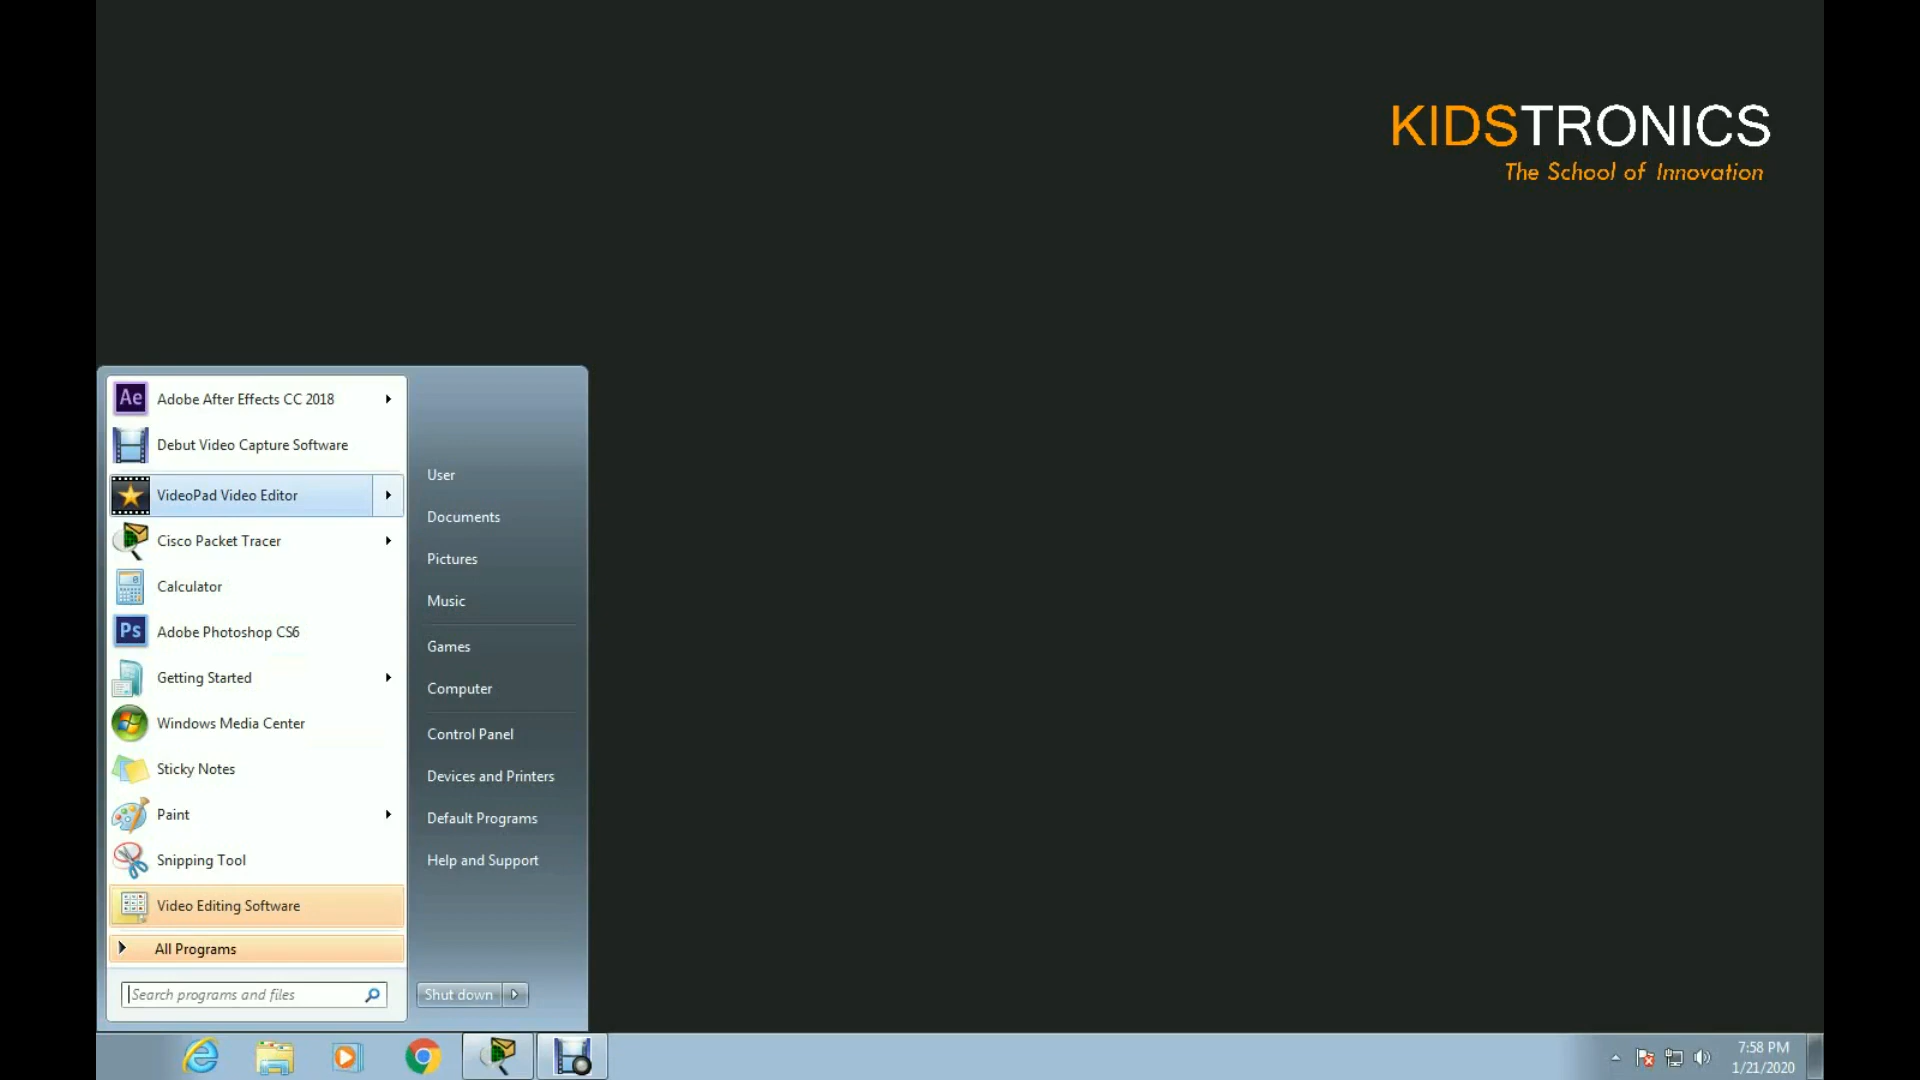 KIDSTRONICS
The School of Innovation
Ae Adobe After Effects CC 2018
Debut Video Capture Software
VideoPad Video Editor
Cisco Packet Tracer
Calculator
Ps Adobe Photoshop CS6
Getting Started
Windows Media Center
Sticky Notes
Paint
Snipping Tool
Video Editing Software
All Programs
Search programs and files
User
Documents
Pictures
Music
Games
Computer
Control Panel
Devices and Printers
Default Programs
Help and Support
Shut down
7:58 PM
1/21/2020